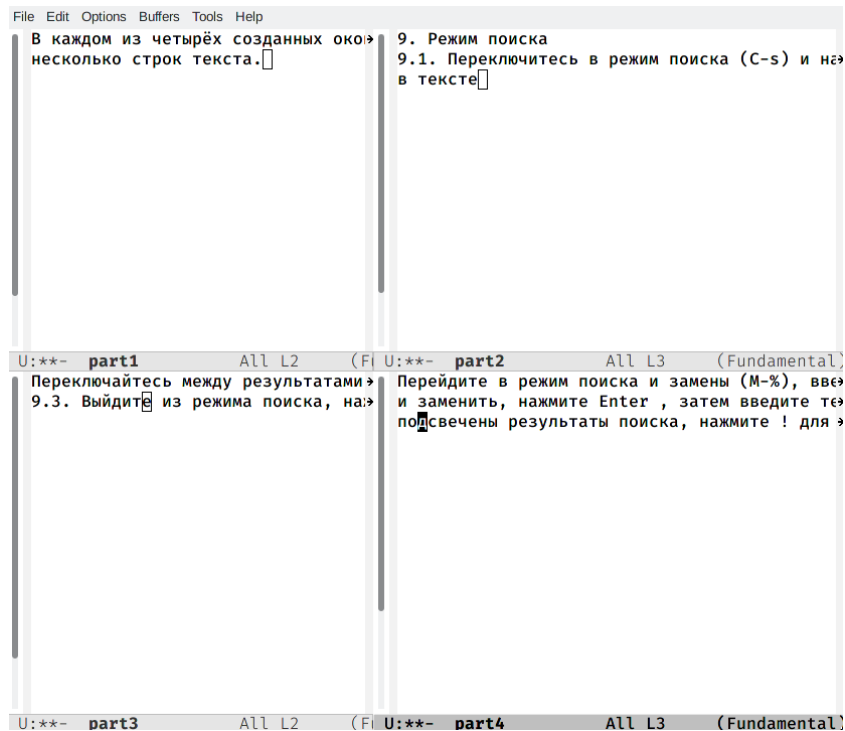 File Edit Options Buffers Tools Help
В каждом из четырёх созданных око
несколько строк текста.
9. Режим поиска
9.1. Переключитесь в режим поиска (C-s) и на
в тексте
U:**- part1 All L2 (F
U:**- part2 All L3 (Fundamental)
Переключайтесь между результатами
9.3. Выйдите из режима поиска, наж
Перейдите в режим поиска и замены (M-%), вве
и заменить, нажмите Enter , затем введите те
подсвечены результаты поиска, нажмите ! для
U:**- part3 All L2 (F
U:**- part4 All L3 (Fundamental)